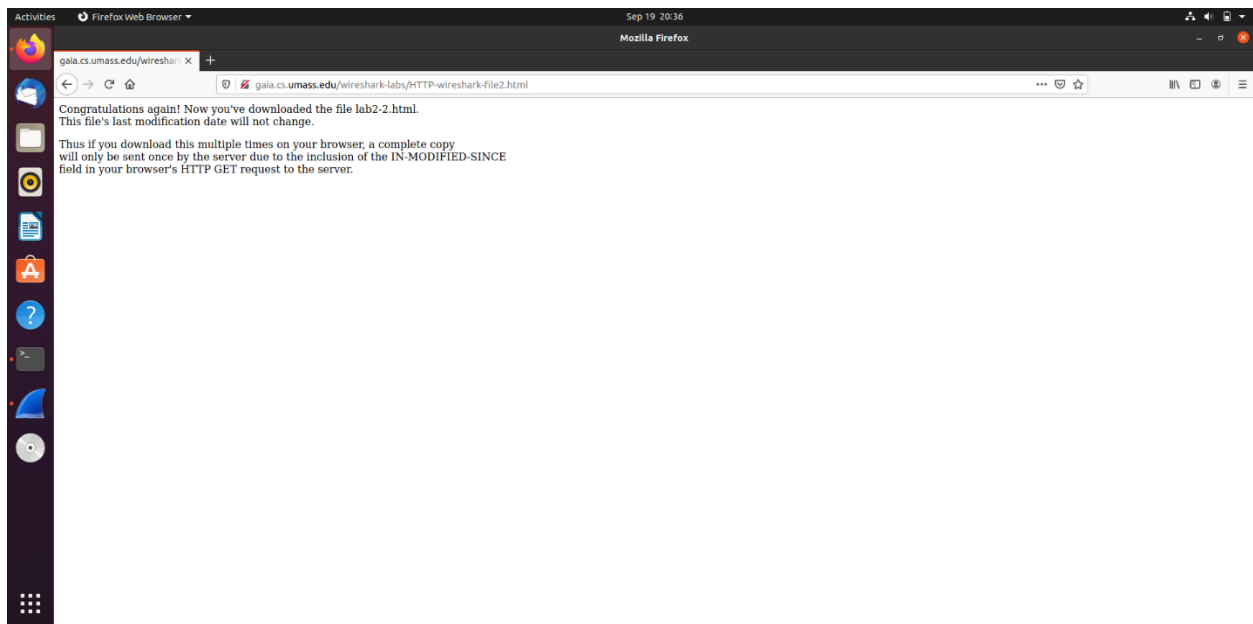 Activities
Firefox Web Browser
Sep 19 20:36
Mozilla Firefox
gaia.cs.umass.edu/wireshar
gaia.cs.umass.edu/wireshark-labs/HTTP-wireshark-file2.html
Congratulations again! Now you've downloaded the file lab2-2.html.
This file's last modification date will not change.
Thus if you download this multiple times on your browser, a complete copy
will only be sent once by the server due to the inclusion of the IN-MODIFIED-SINCE
field in your browser's HTTP GET request to the server.